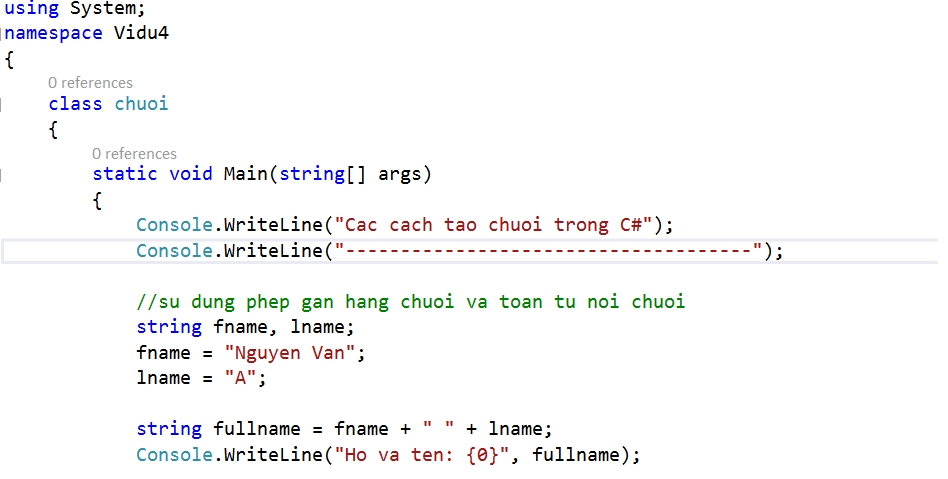 using System;
namespace Vidu4
{
0 references
class chuoi
{
0 references
static void Main(string[] args)
{
Console.WriteLine("Cac cach tao chuoi trong C#");
Console.WriteLine("-------------------------------------");
//su dung phep gan hang chuoi va toan tu noi chuoi
string fname, lname;
fname = "Nguyen Van";
lname = "A";
string fullname = fname + " " + lname;
Console.WriteLine("Ho va ten: {0}", fullname);